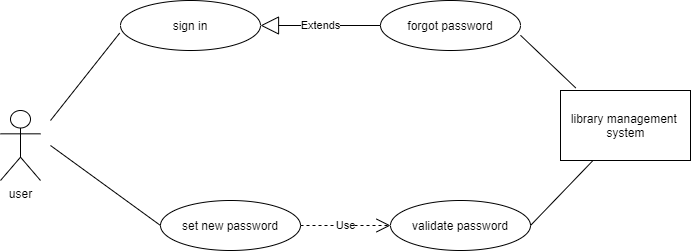 sign in
Extends
forgot password
library management
system
user
set new password
Use
validate password